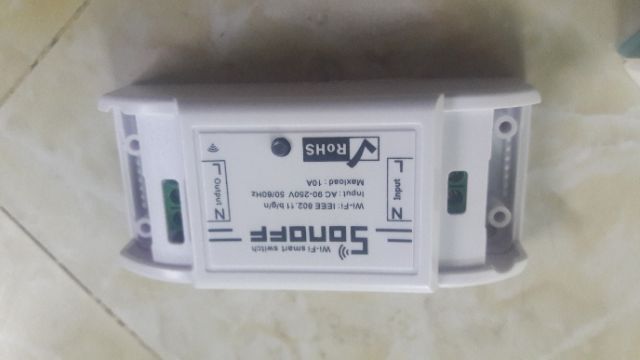 SONOFF
Wi-Fi smart switch
Wi-Fi : IEEE 802.11 b/g/n
Input : AC 90-250V 50/60Hz
Maxload : 10A
N Input L
N Output L
RoHS